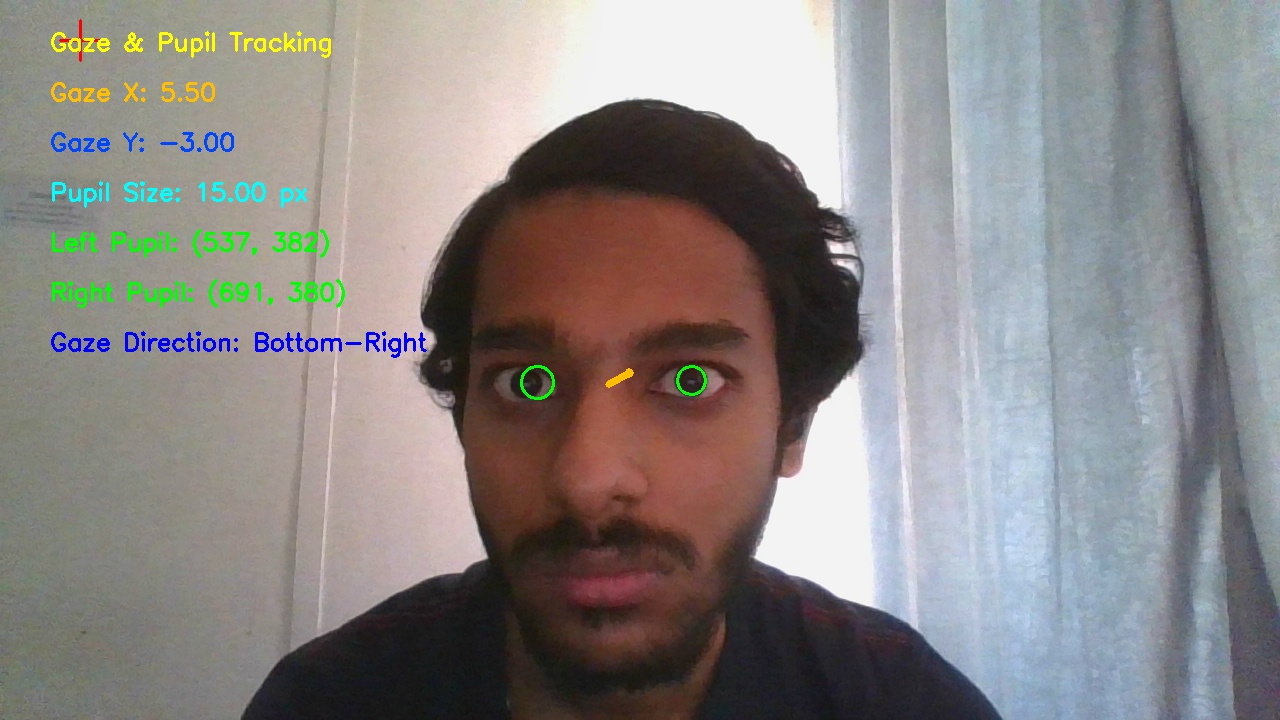 Gaze & Pupil Tracking
Gaze X: 5.50
Gaze Y: -3.00
Pupil Size: 15.00 px
Left Pupil: (537, 382)
Right Pupil: (691, 380)
Gaze Direction: Bottom-Right